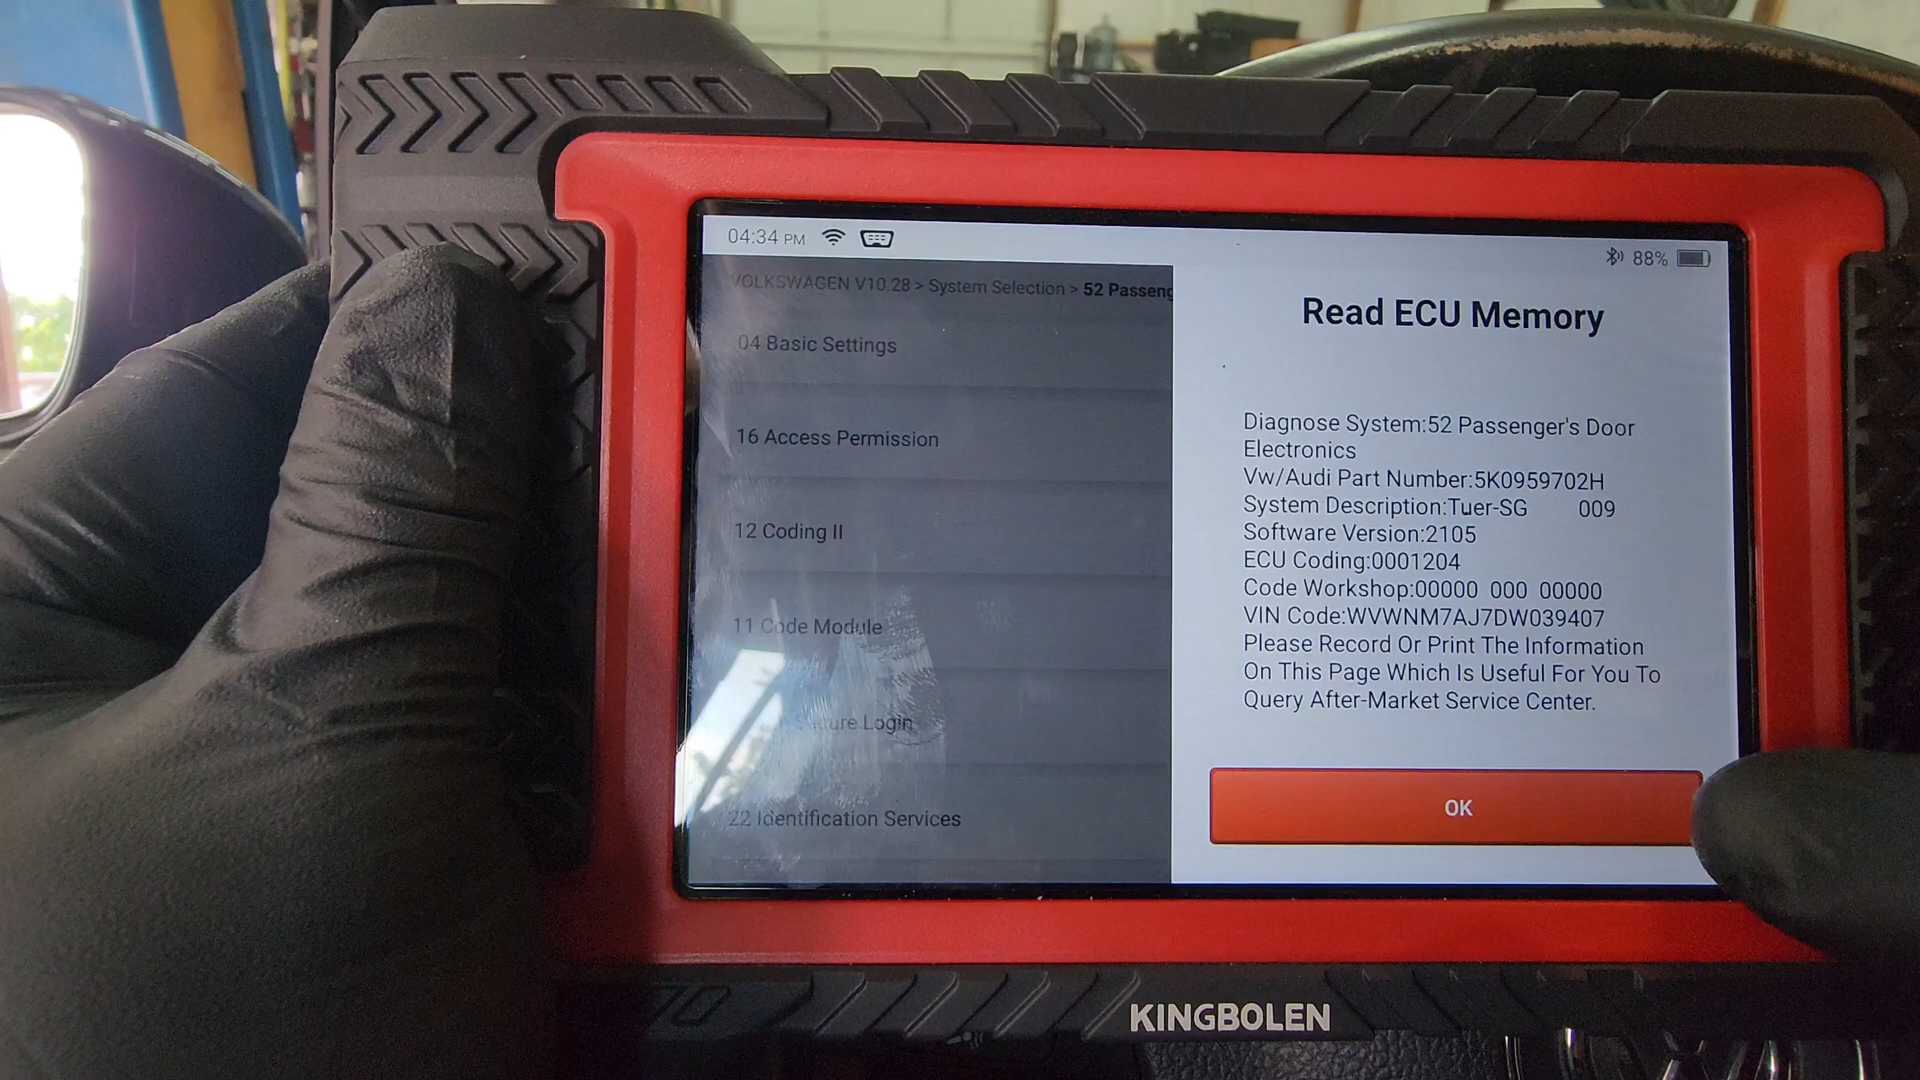 04:34 PM
88%
VOLKSWAGEN V10.28 > System Selection > 52 Passeng
04 Basic Settings
16 Access Permission
12 Coding II
11 Code Module
Secure Login
22 Identification Services
Read ECU Memory
Diagnose System:52 Passenger's Door
Electronics
Vw/Audi Part Number:5K0959702H
System Description:Tuer-SG 009
Software Version:2105
ECU Coding:0001204
Code Workshop:00000 000 00000
VIN Code:WVWNM7AJ7DW039407
Please Record Or Print The Information
On This Page Which Is Useful For You To
Query After-Market Service Center.
OK
KINGBOLEN